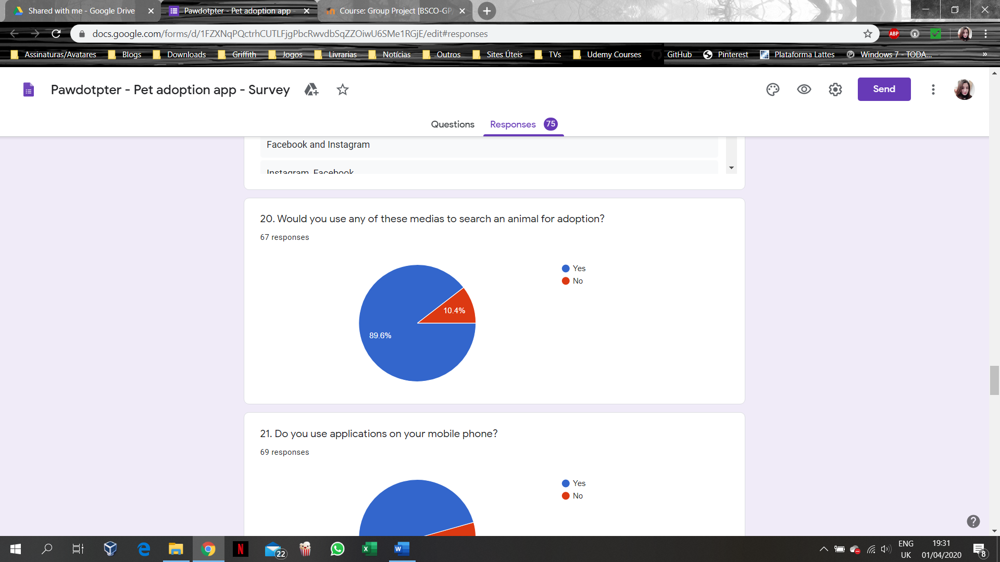 Shared with me - Google Drive
Pawdotpter - Pet adoption app -
Course: Group Project [BSCO-GP
docs.google.com/forms/d/1FZXNqPQctrhCUTLFjgPbcRwvdbSqZZOiwU6SMe1RGjE/edit#responses
ABP
Assinaturas/Avatares
Blogs
Downloads
Griffith
Jogos
Livrarias
Notícias
Outros
Sites Úteis
TVs
Udemy Courses
GitHub
Pinterest
Plataforma Lattes
Windows 7 - TODA...
»
Pawdotpter - Pet adoption app - Survey
Send
Questions
Responses 75
Facebook and Instagram
Instagram, Facebook
20. Would you use any of these medias to search an animal for adoption?
67 responses
Yes
No
10.4%
89.6%
21. Do you use applications on your mobile phone?
69 responses
Yes
No
?
N
22
X
W
ENG
UK
19:31
01/04/2020
8